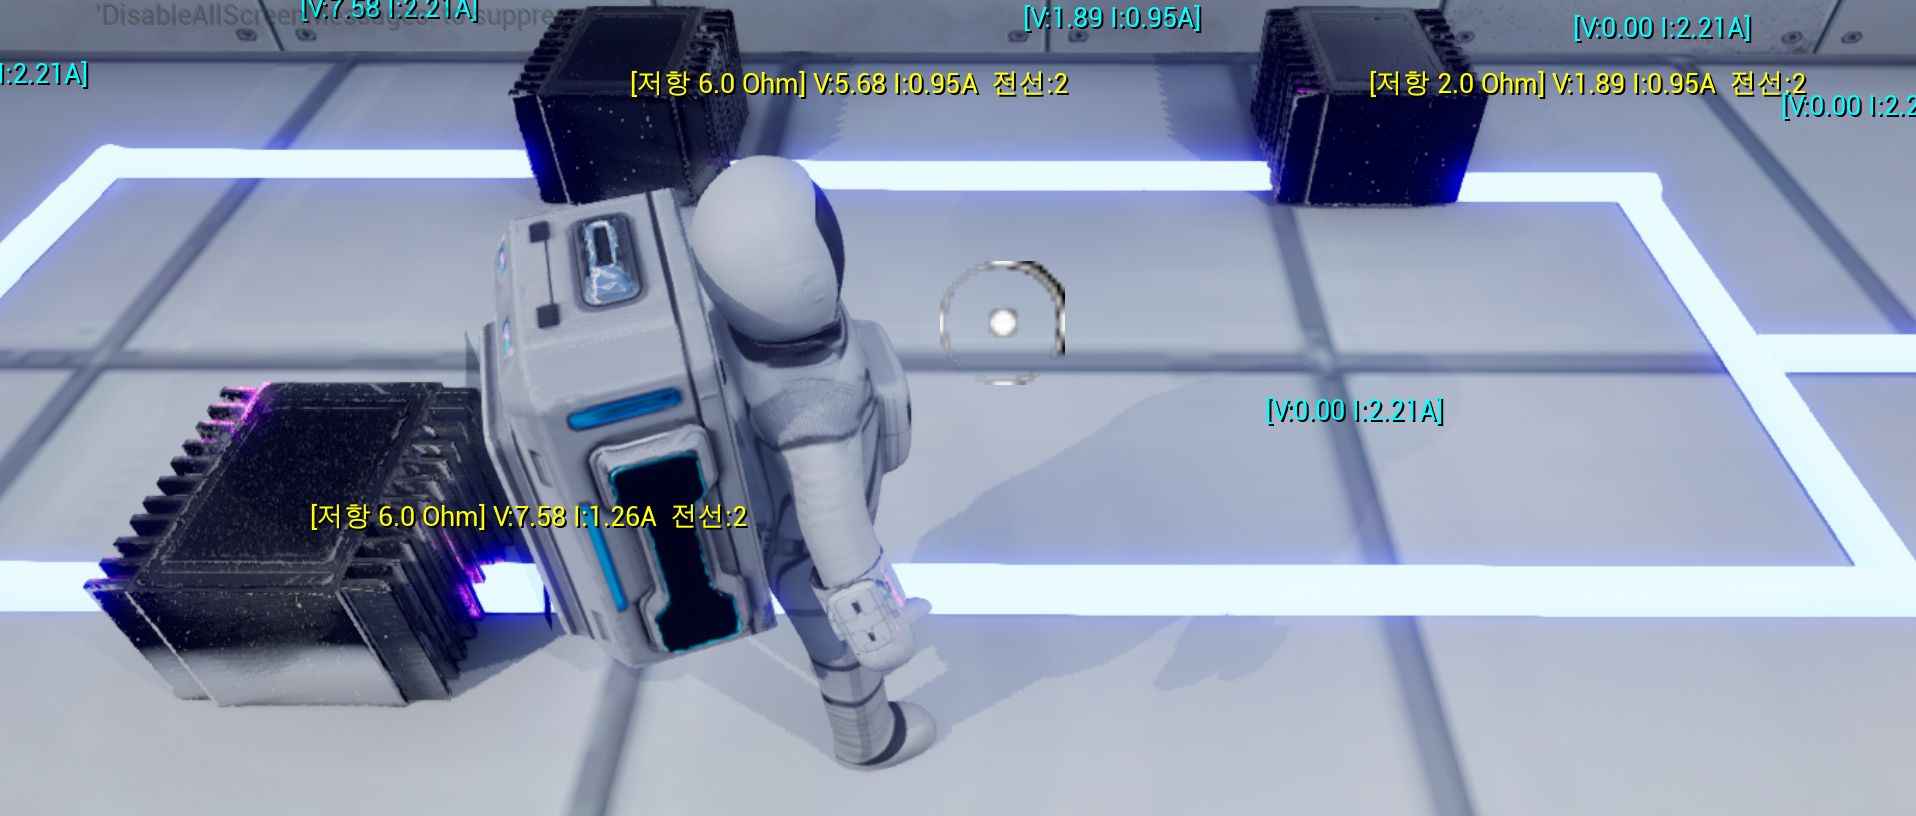 [V:7.58 I:2.21A]
'DisableAllScreenMessages' to suppre
[V:1.89 I:0.95A]
[V:0.00 I:2.21A]
I:2.21A]
[저항 6.0 Ohm] V:5.68 I:0.95A 전선:2
[저항 2.0 Ohm] V:1.89 I:0.95A 전선:2
[V:0.00 I:2.2
[V:0.00 I:2.21A]
[저항 6.0 Ohm] V:7.58 I:1.26A 전선:2